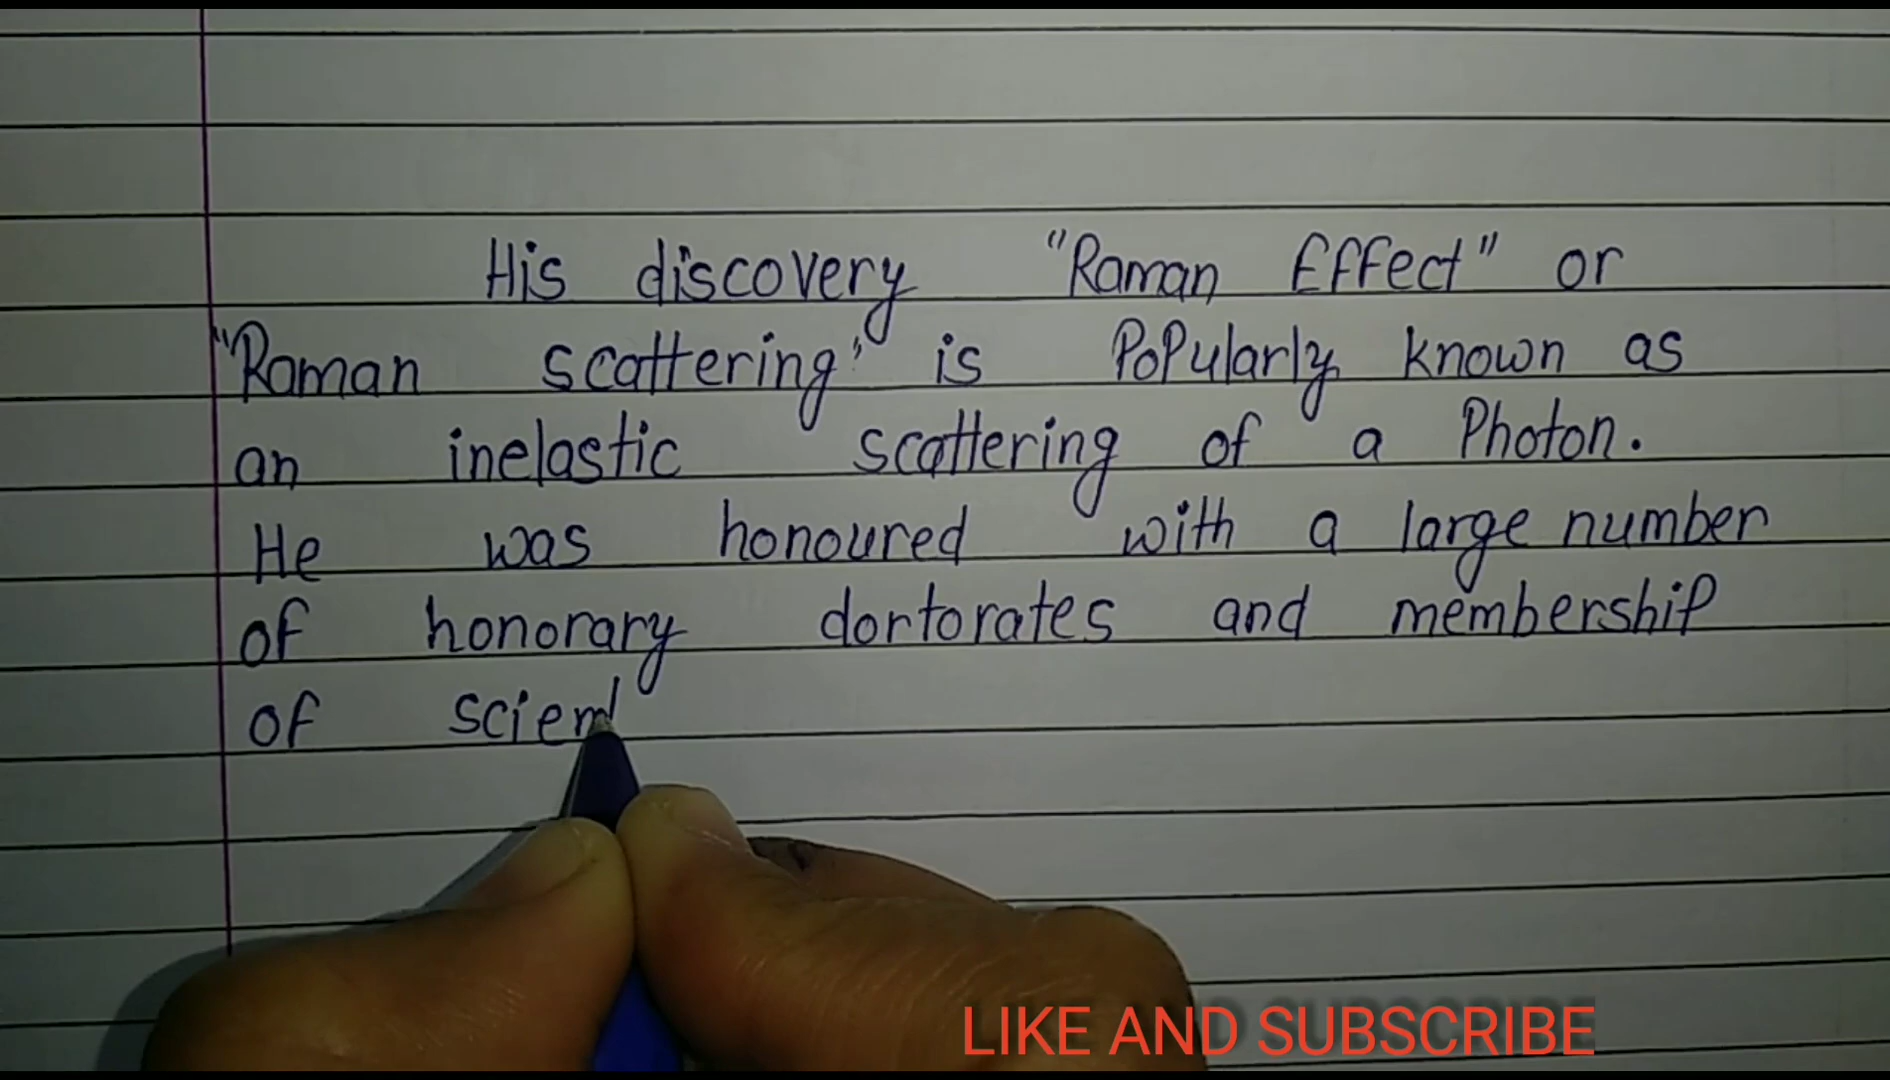 His discovery "Raman Effect" or
"Raman scattering" is Popularly known as
an inelastic scattering of a Photon.
He was honoured with a large number
of honorary dortorates and membership
of
LIKE AND SUBSCRIBE